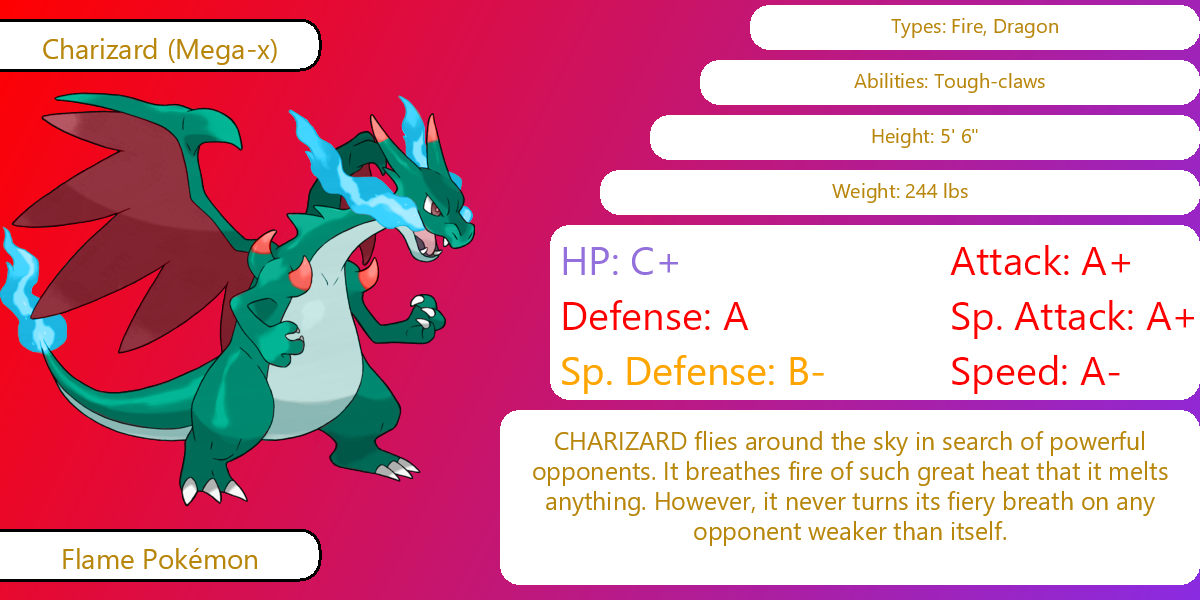 Charizard (Mega-x)
Types: Fire, Dragon
Abilities: Tough-claws
Height: 5' 6"
Weight: 244 lbs
HP: C+
Attack: A+
Defense: A
Sp. Attack: A+
Sp. Defense: B-
Speed: A-
CHARIZARD flies around the sky in search of powerful
opponents. It breathes fire of such great heat that it melts
anything. However, it never turns its fiery breath on any
opponent weaker than itself.
Flame Pokémon